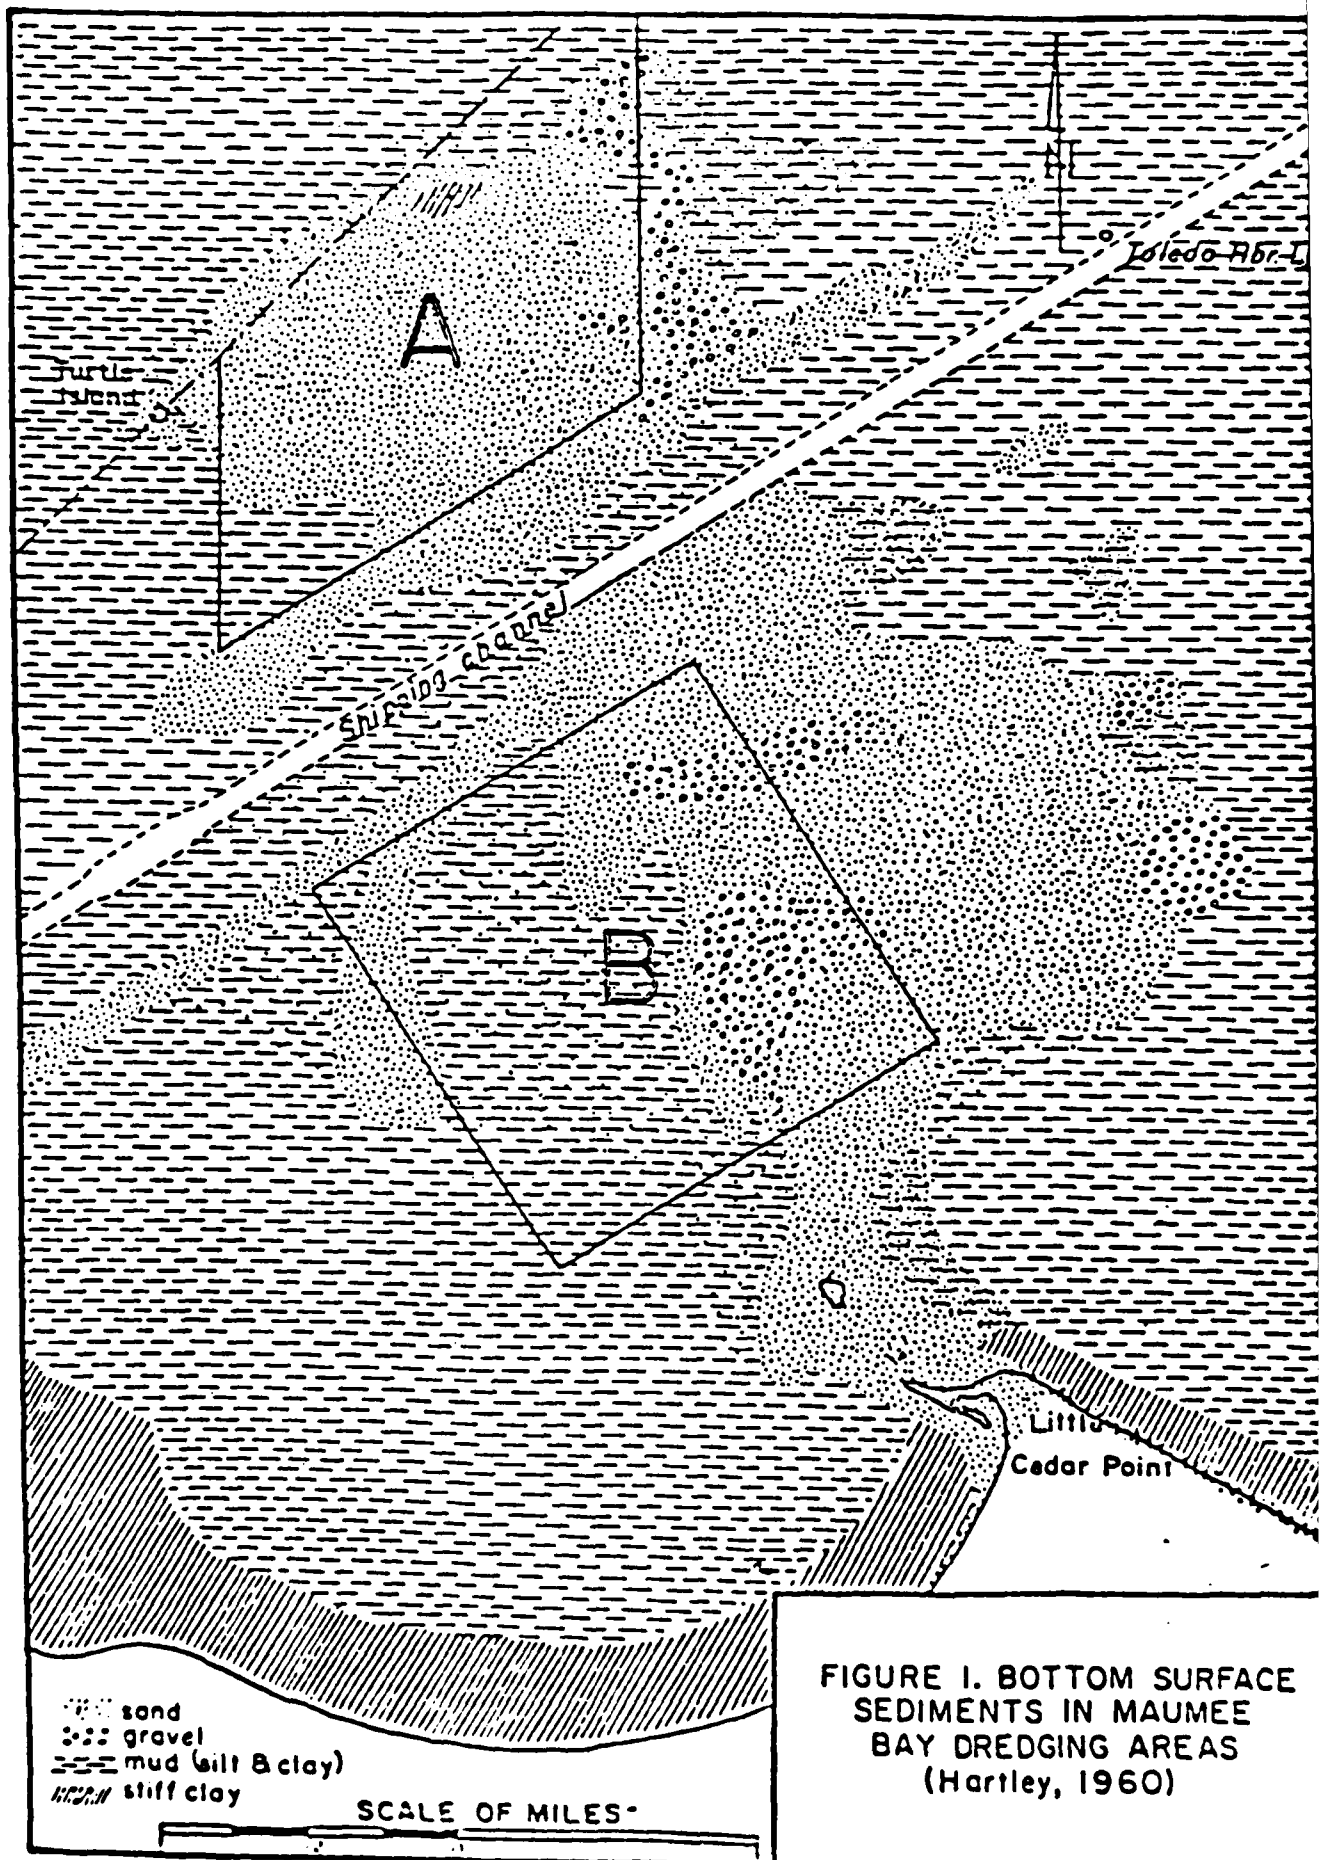 A
Toledo Hbr. L
Turtle
Island
Shipping channel
B
Little
Cedar Point
sand
gravel
mud (silt & clay)
stiff clay
SCALE OF MILES
FIGURE 1. BOTTOM SURFACE
SEDIMENTS IN MAUMEE
BAY DREDGING AREAS
(Hartley, 1960)